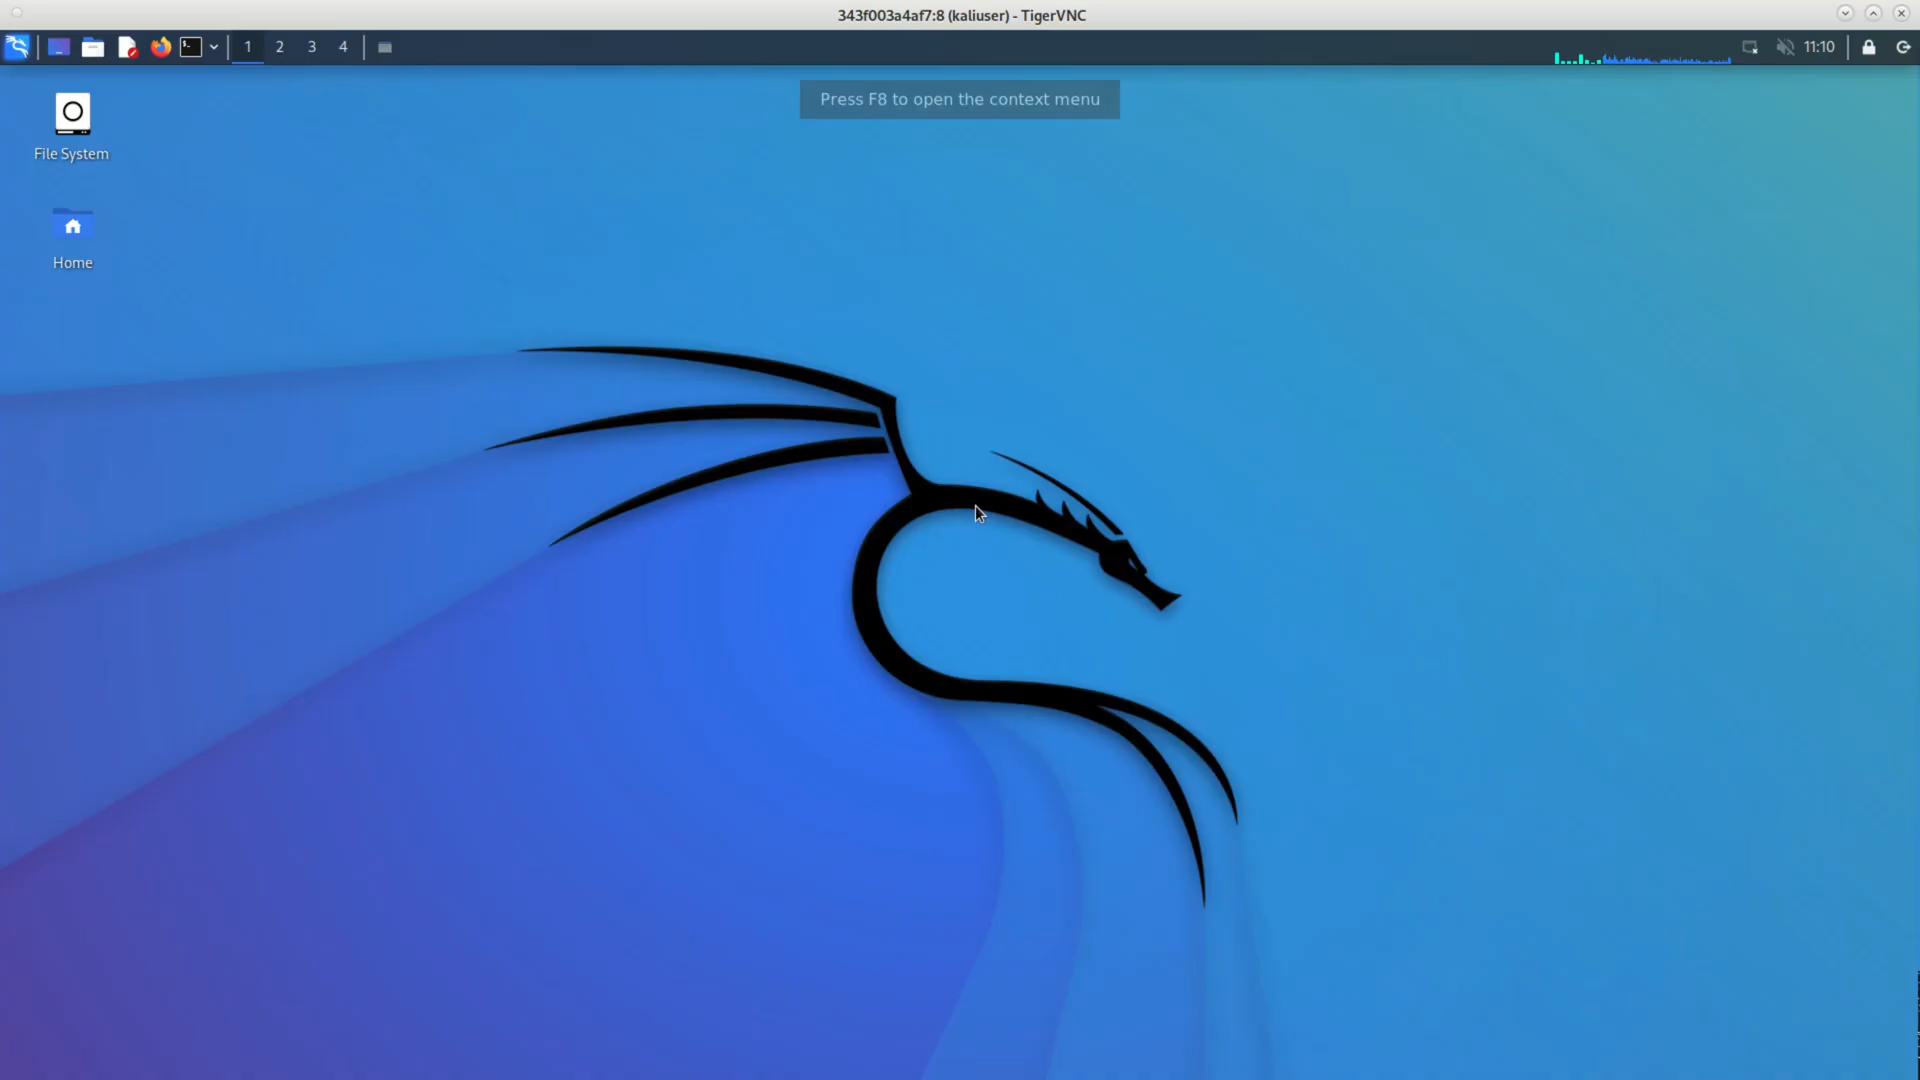 343f003a4af7:8 (kaliuser) - TigerVNC
1 2 3 4
11:10
Press F8 to open the context menu
File System
Home